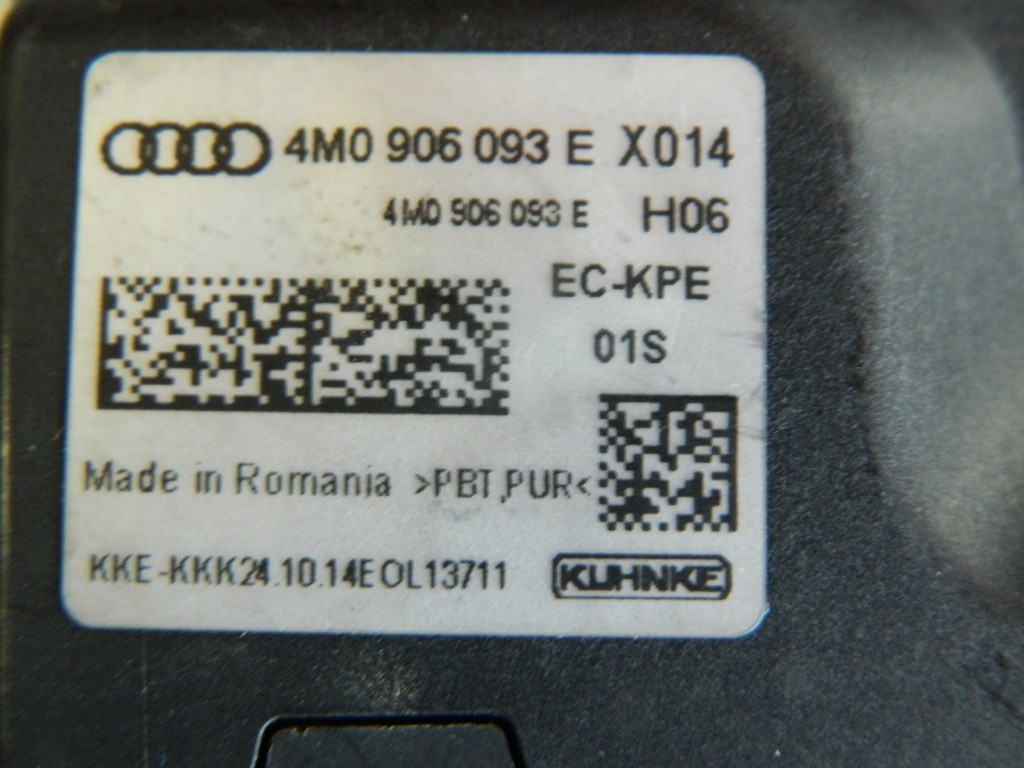 4M0 906 093 E X014
4M0 906 093 E H06
EC-KPE
01S
Made in Romania >PBT,PUR<
KKE-KKK24.10.14EOL13711 KUHNKE